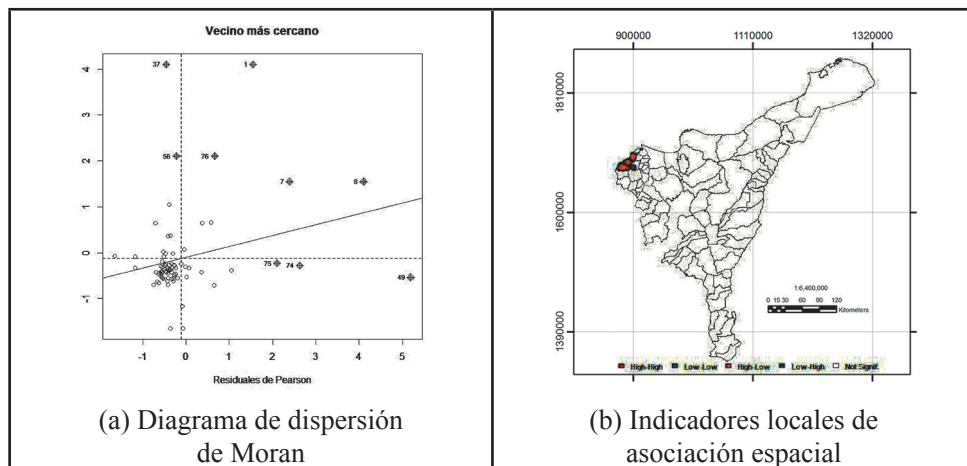 Vecino más cercano
4
3
2
1
0
-1
37
1
56
76
7
8
75
74
49
-1
0
1
2
3
4
5
Residuales de Pearson
(a) Diagrama de dispersión
de Moran
900000
1110000
1320000
1810000
1600000
1390000
1:6,400,000
0 15 30 60 90 120
Kilometers
High-High
Low-Low
High-Low
Low-High
Not Signif.
(b) Indicadores locales de
asociación espacial